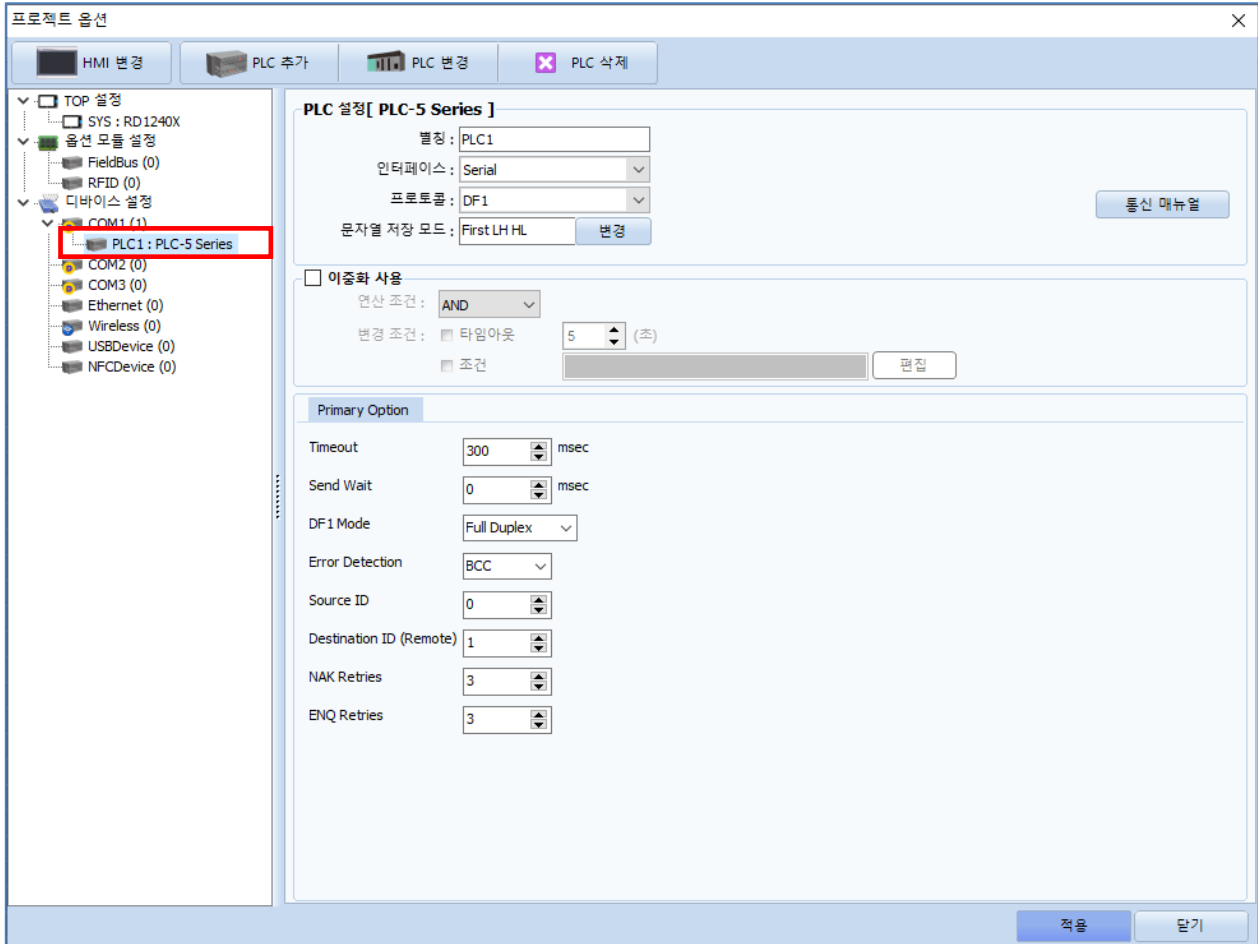 프로젝트 옵션
HMI 변경 PLC 추가 PLC 변경 PLC 삭제
TOP 설정
SYS : RD1240X
옵션 모듈 설정
FieldBus (0)
RFID (0)
디바이스 설정
COM1 (1)
PLC1 : PLC-5 Series
COM2 (0)
COM3 (0)
Ethernet (0)
Wireless (0)
USBDevice (0)
NFCDevice (0)
PLC 설정[ PLC-5 Series ]
별칭 : PLC1
인터페이스 : Serial
프로토콜 : DF1
통신 매뉴얼
문자열 저장 모드 : First LH HL 변경
이중화 사용
연산 조건 : AND
변경 조건 : 타임아웃 5 (초)
조건 편집
Primary Option
Timeout 300 msec
Send Wait 0 msec
DF1 Mode Full Duplex
Error Detection BCC
Source ID 0
Destination ID (Remote) 1
NAK Retries 3
ENQ Retries 3
적용 닫기